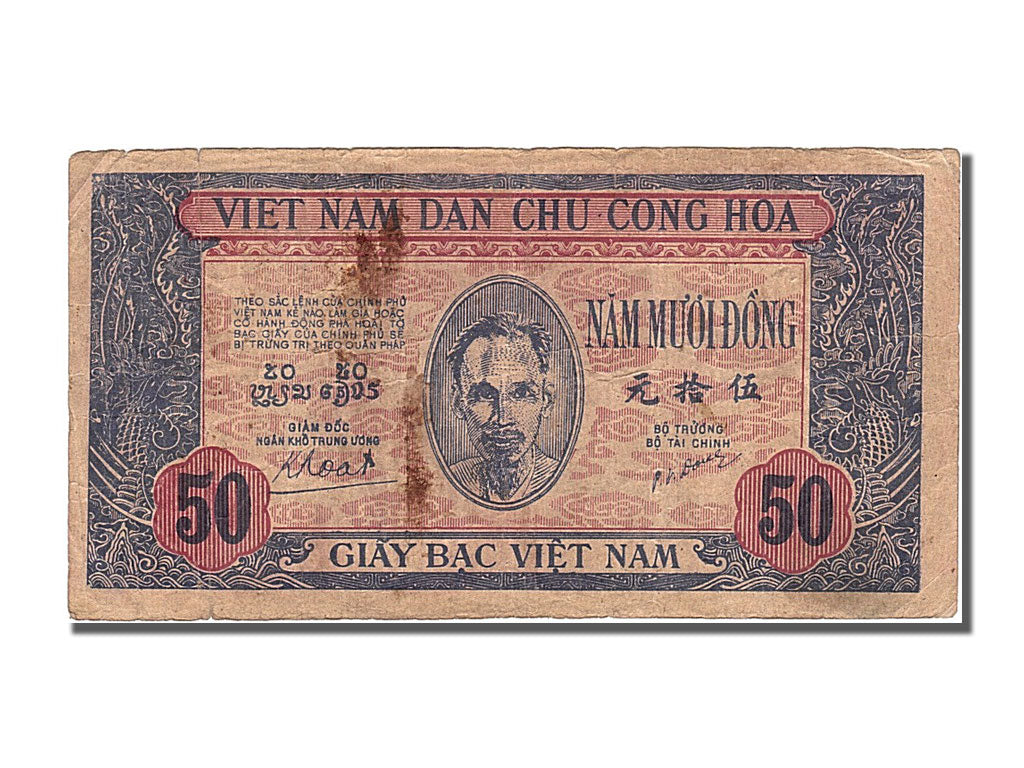 VIET NAM DAN CHU CONG HOA
THEO SẮC LỆNH CỦA CHÍNH PHỦ
VIỆT NAM KẺ NÀO LÀM GIẢ HOẶC
CÓ HÀNH ĐỘNG PHÁ HOẠI TỜ
BẠC GIẤY CỦA CHÍNH PHỦ SẼ
BỊ TRỪNG TRỊ THEO QUÂN PHÁP
GIÁM ĐỐC
NGÂN KHỐ TRUNG ƯƠNG
Khoat
NĂM MƯƠI ĐỒNG
元拾伍
BỘ TRƯỞNG
BỘ TÀI CHÍNH
50
50
GIẤY BẠC VIỆT NAM